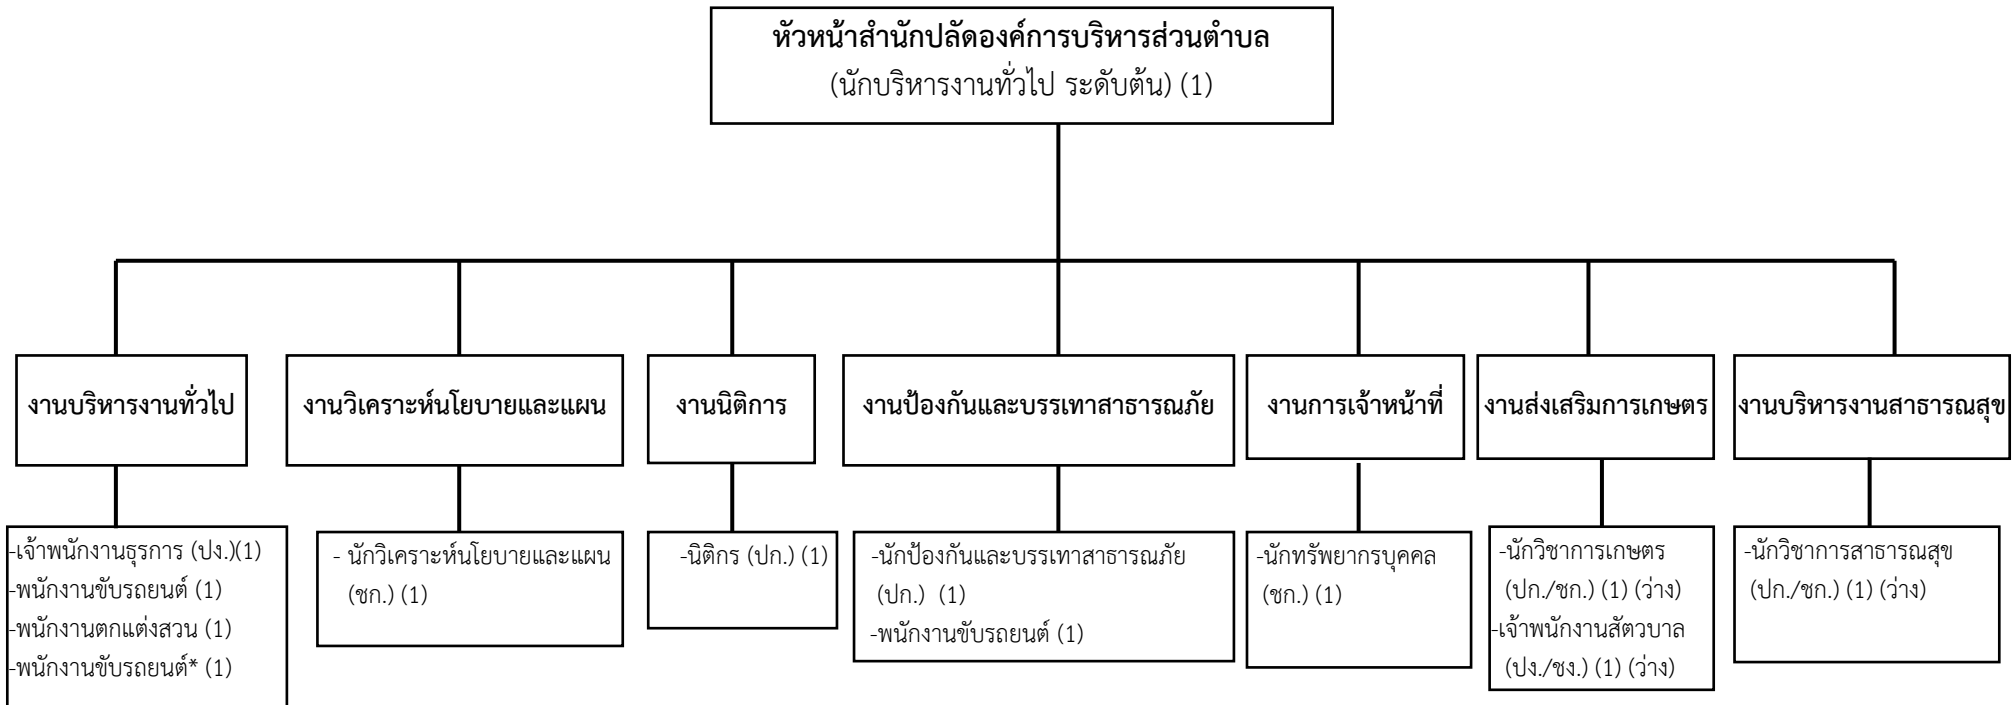 หัวหน้าสำนักปลัดองค์การบริหารส่วนตำบล
(นักบริหารงานทั่วไป ระดับต้น) (1)
งานบริหารงานทั่วไป
งานวิเคราะห์นโยบายและแผน
งานนิติการ
งานป้องกันและบรรเทาสาธารณภัย
งานการเจ้าหน้าที่
งานส่งเสริมการเกษตร
งานบริหารงานสาธารณสุข
-เจ้าพนักงานธุรการ (ปง.)(1)
-พนักงานขับรถยนต์ (1)
-พนักงานตกแต่งสวน (1)
-พนักงานขับรถยนต์* (1)
- นักวิเคราะห์นโยบายและแผน
(ชก.) (1)
-นิติกร (ปก.) (1)
-นักป้องกันและบรรเทาสาธารณภัย
(ปก.) (1)
-พนักงานขับรถยนต์ (1)
-นักทรัพยากรบุคคล
(ชก.) (1)
-นักวิชาการเกษตร
(ปก./ชก.) (1) (ว่าง)
-เจ้าพนักงานสัตวบาล
(ปง./ชง.) (1) (ว่าง)
-นักวิชาการสาธารณสุข
(ปก./ชก.) (1) (ว่าง)